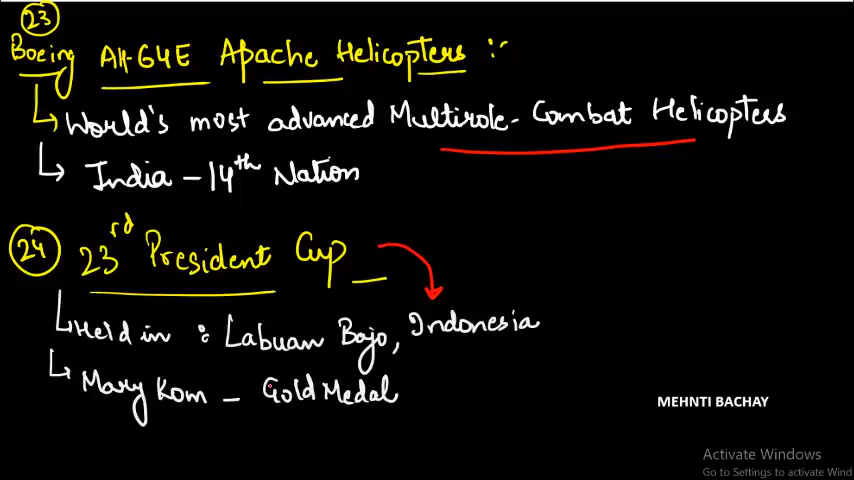 23
Boeing AH-64E Apache Helicopters :-
World's most advanced Multirole-Combat Helicopters
India - 14th Nation
24 23rd President Cup
Held in : Labuan Bajo, Indonesia
Mary Kom - Gold Medal
MEHNTI BACHAY
Activate Windows
Go to Settings to activate Wind